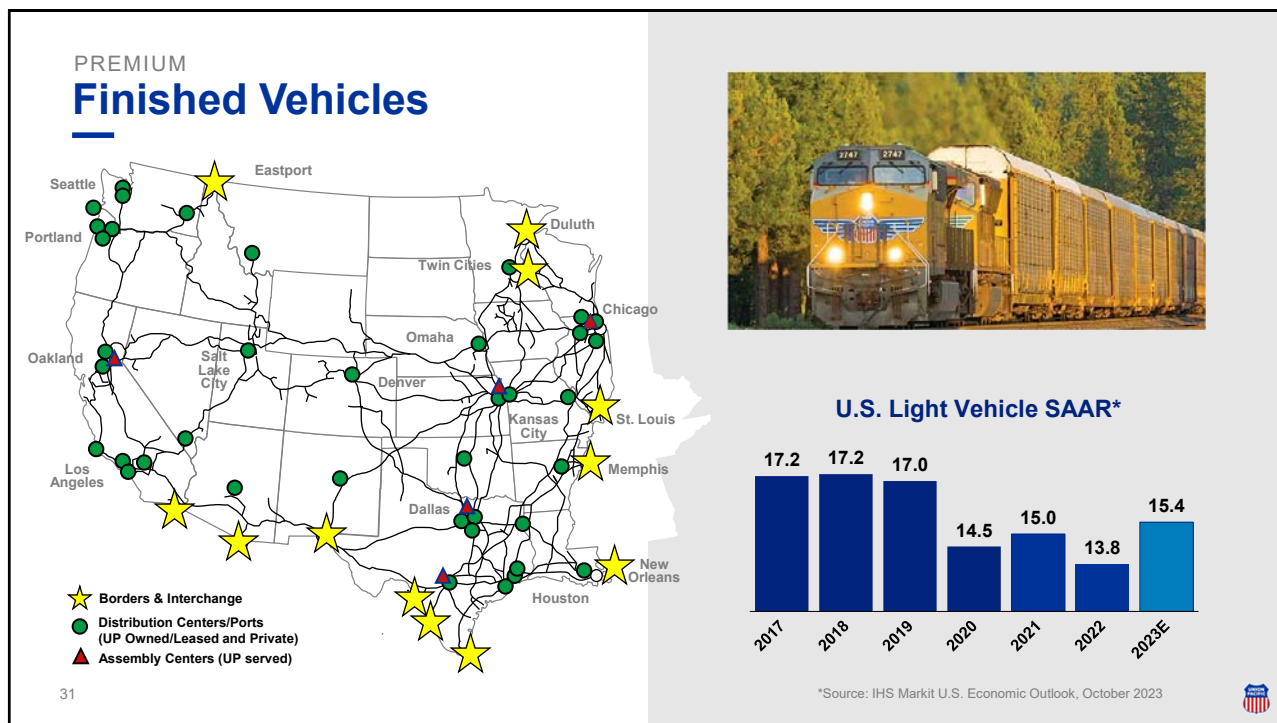 PREMIUM
Finished Vehicles
Seattle
Eastport
Portland
Duluth
Twin Cities
Chicago
Oakland
Salt
Lake
City
Omaha
Denver
Kansas
City
St. Louis
Los
Angeles
Memphis
Dallas
New
Orleans
Houston
Borders & Interchange
Distribution Centers/Ports
(UP Owned/Leased and Private)
Assembly Centers (UP served)
31
2747 2747
U.S. Light Vehicle SAAR*
17.2
17.2
17.0
14.5
15.0
13.8
15.4
2017
2018
2019
2020
2021
2022
2023E
*Source: IHS Markit U.S. Economic Outlook, October 2023
UNION
PACIFIC